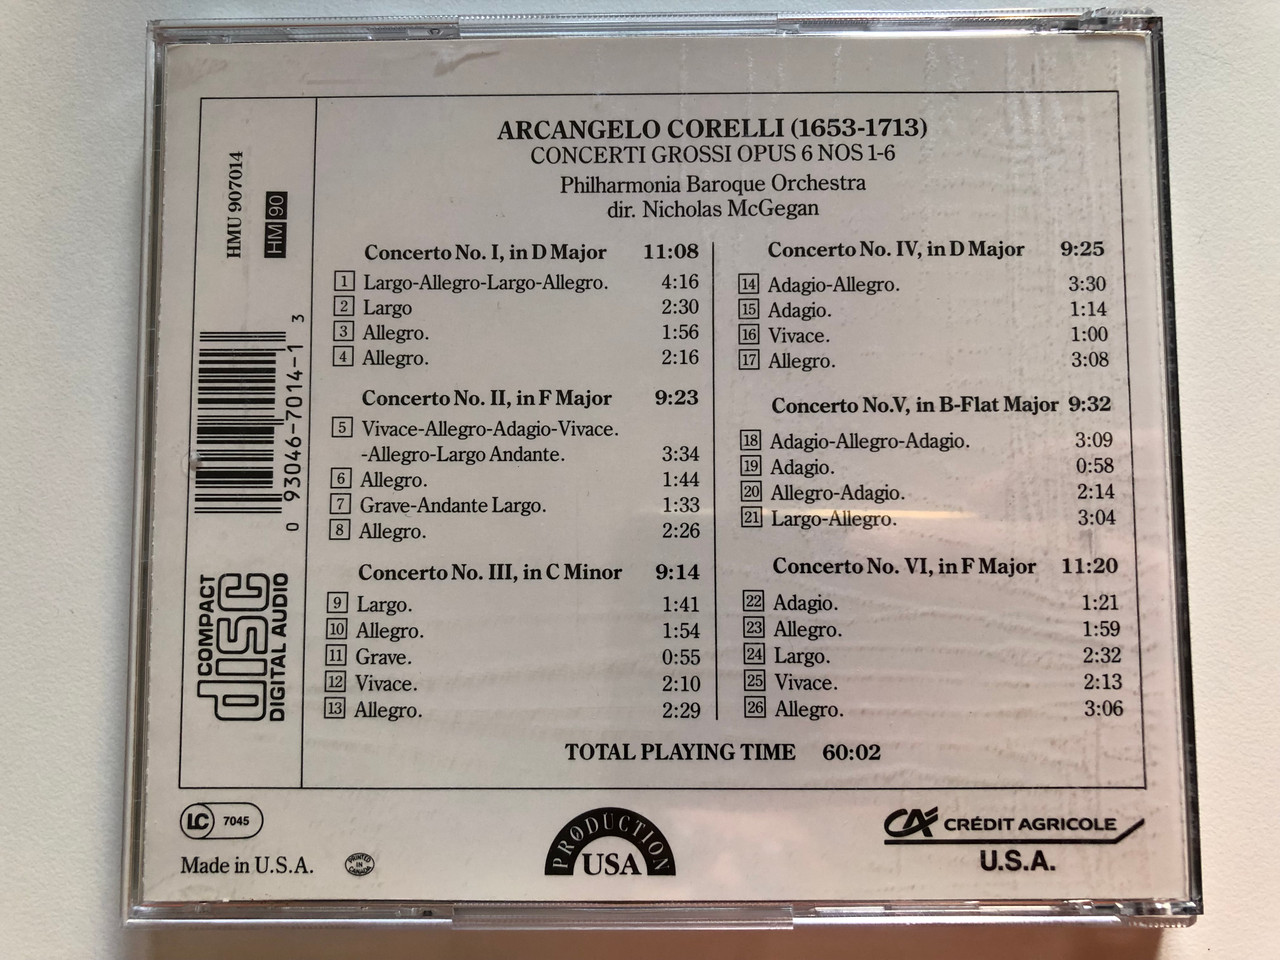 ARCANGELO CORELLI (1653-1713)
CONCERTI GROSSI OPUS 6 NOS 1-6
Philharmonia Baroque Orchestra
dir. Nicholas McGegan
HMU 907014
HM 90
Concerto No. I, in D Major 11:08
1 Largo-Allegro-Largo-Allegro. 4:16
2 Largo 2:30
3 Allegro. 1:56
4 Allegro. 2:16
Concerto No. II, in F Major 9:23
5 Vivace-Allegro-Adagio-Vivace.
-Allegro-Largo Andante. 3:34
6 Allegro. 1:44
7 Grave-Andante Largo. 1:33
8 Allegro. 2:26
Concerto No. III, in C Minor 9:14
9 Largo. 1:41
10 Allegro. 1:54
11 Grave. 0:55
12 Vivace. 2:10
13 Allegro. 2:29
Concerto No. IV, in D Major 9:25
14 Adagio-Allegro. 3:30
15 Adagio. 1:14
16 Vivace. 1:00
17 Allegro. 3:08
Concerto No.V, in B-Flat Major 9:32
18 Adagio-Allegro-Adagio. 3:09
19 Adagio. 0:58
20 Allegro-Adagio. 2:14
21 Largo-Allegro. 3:04
Concerto No. VI, in F Major 11:20
22 Adagio. 1:21
23 Allegro. 1:59
24 Largo. 2:32
25 Vivace. 2:13
26 Allegro. 3:06
TOTAL PLAYING TIME 60:02
0 93046-7014-1 3
COMPACT
disc
DIGITAL AUDIO
LC 7045
Made in U.S.A.
PRINTED
IN
CANADA
PRØDUCTION
USA
CA CRÉDIT AGRICOLE
U.S.A.